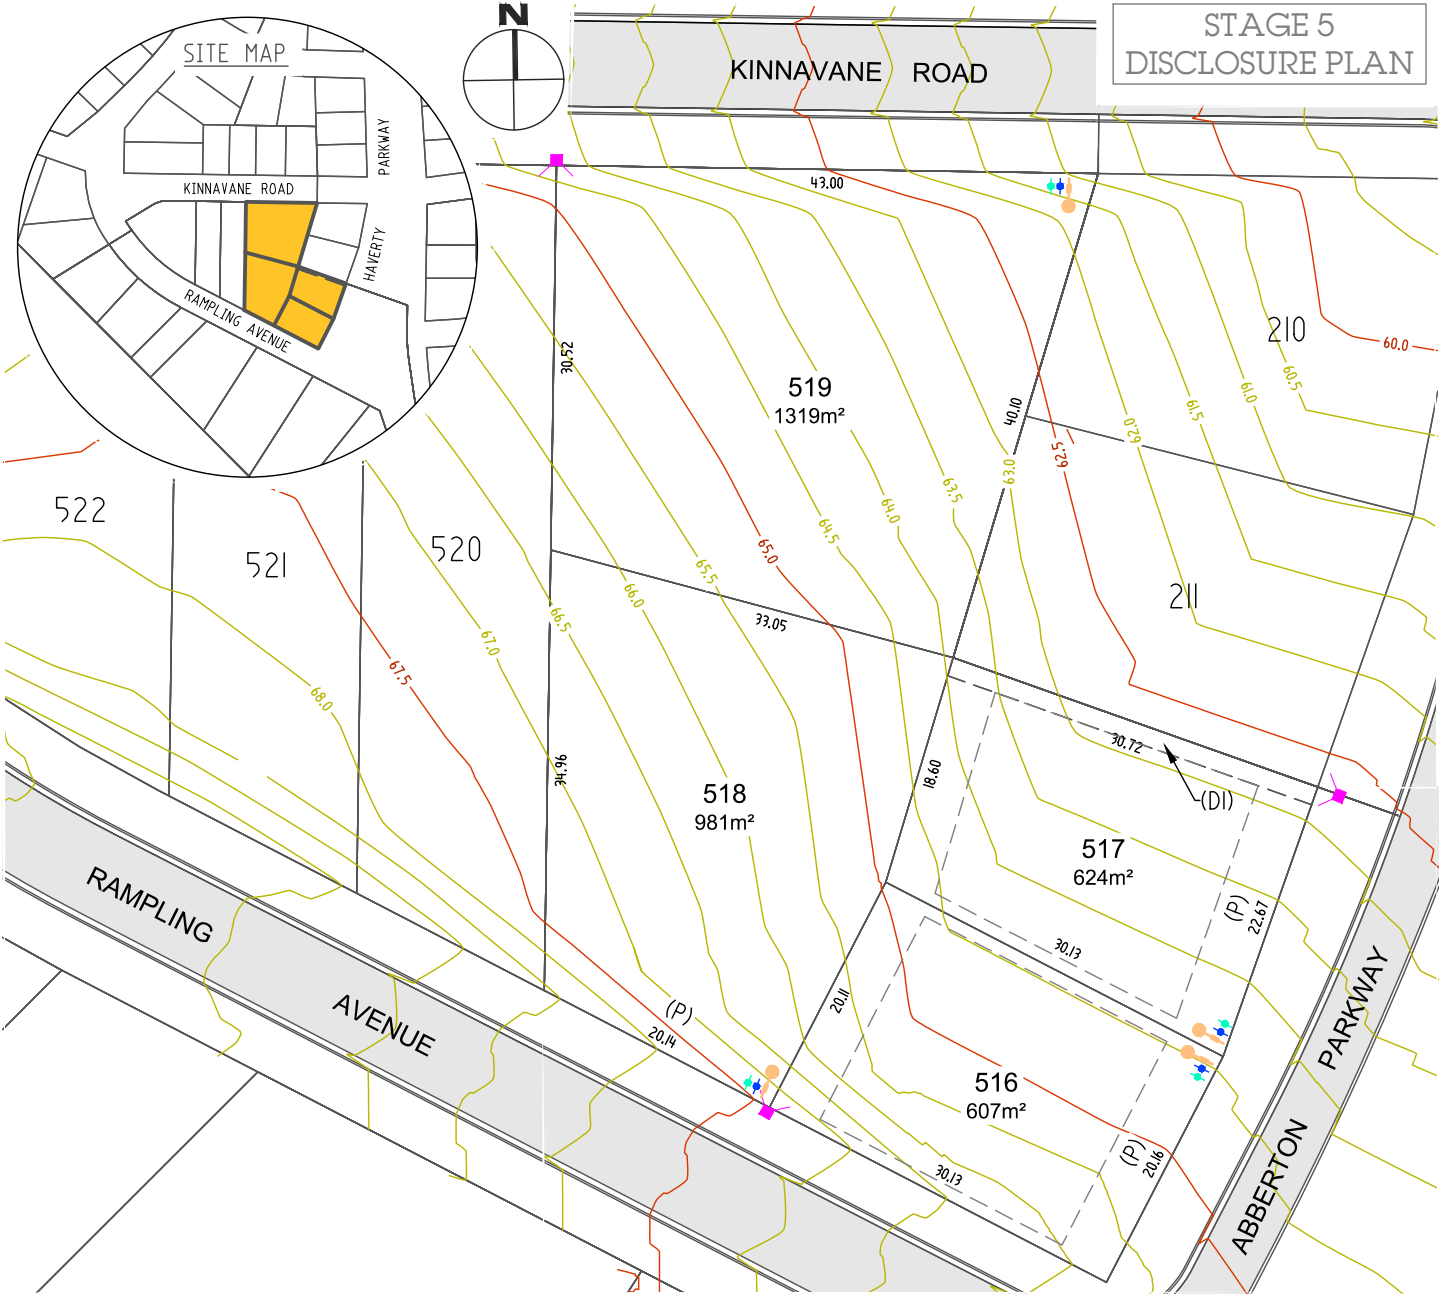 STAGE 5
DISCLOSURE PLAN
N
SITE MAP
KINNAVANE ROAD
PARKWAY
HAVERTY
RAMPLING AVENUE
KINNAVANE ROAD
43.00
30.52
519
1319m²
40.10
210
60.0
60.5
61.0
61.5
62.0
62.5
63.0
63.5
64.0
64.5
65.0
65.5
66.0
66.5
67.0
67.5
68.0
522
521
520
211
33.05
30.72
(D1)
18.60
34.96
518
981m²
517
624m²
(P)
22.67
30.13
20.11
(P)
20.14
516
607m²
(P)
20.16
30.13
RAMPLING
AVENUE
ABBERTON PARKWAY